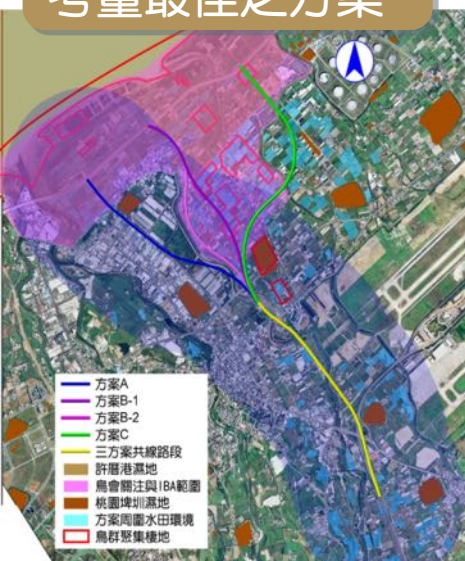 考量最佳之方案
方案A
方案B-1
方案B-2
方案C
三方案共線路段
許厝港濕地
鳥會關注與IBA範圍
桃園埤圳濕地
方案周圍水田環境
鳥群聚集棲地